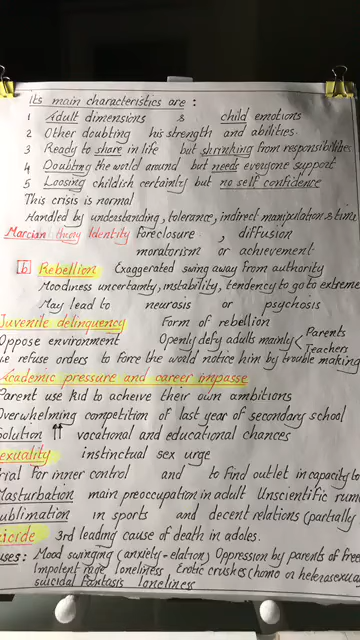 Its main characteristics are :
1 Adult dimensions & child emotions
2 Other doubting his strength and abilities.
3 Ready to share in life but shrinking from responsibilities
4 Doubting the world around but needs everyone support
5 Loosing childish certainty but no self confidence
This crisis is normal
Handled by understanding, tolerance, indirect manipulation & tim
Marcian theory Identity foreclosure , diffusion
moratorism or achievement.
[b] Rebellion Exaggerated swing away from authority
Moodiness uncertainty, instability, tendency to go to extreme
May lead to neurosis or psychosis
Juvenile delinquency Form of rebellion
Oppose environment Openly defy adults mainly < Parents
Teachers
i.e refuse orders to force the world notice him by trouble making
Academic pressure and career impasse
Parent use kid to acheive their own ambitions
Overwhelming competition of last year of secondary school
Solution ↑↑ vocational and educational chances
exuality instinctual sex urge
rial for inner control and to find outlet in capacity to
Masturbation main preoccupation in adult Unscientific rum
ublimation in sports and decent relations (partially
icide 3rd leading cause of death in adoles.
uses : Mood swinging (anxiety - elation) Oppression by parents of free
Impotent rage loneliness Erotic crushes (homo or heterosexua
suicidal fantasis loneliness